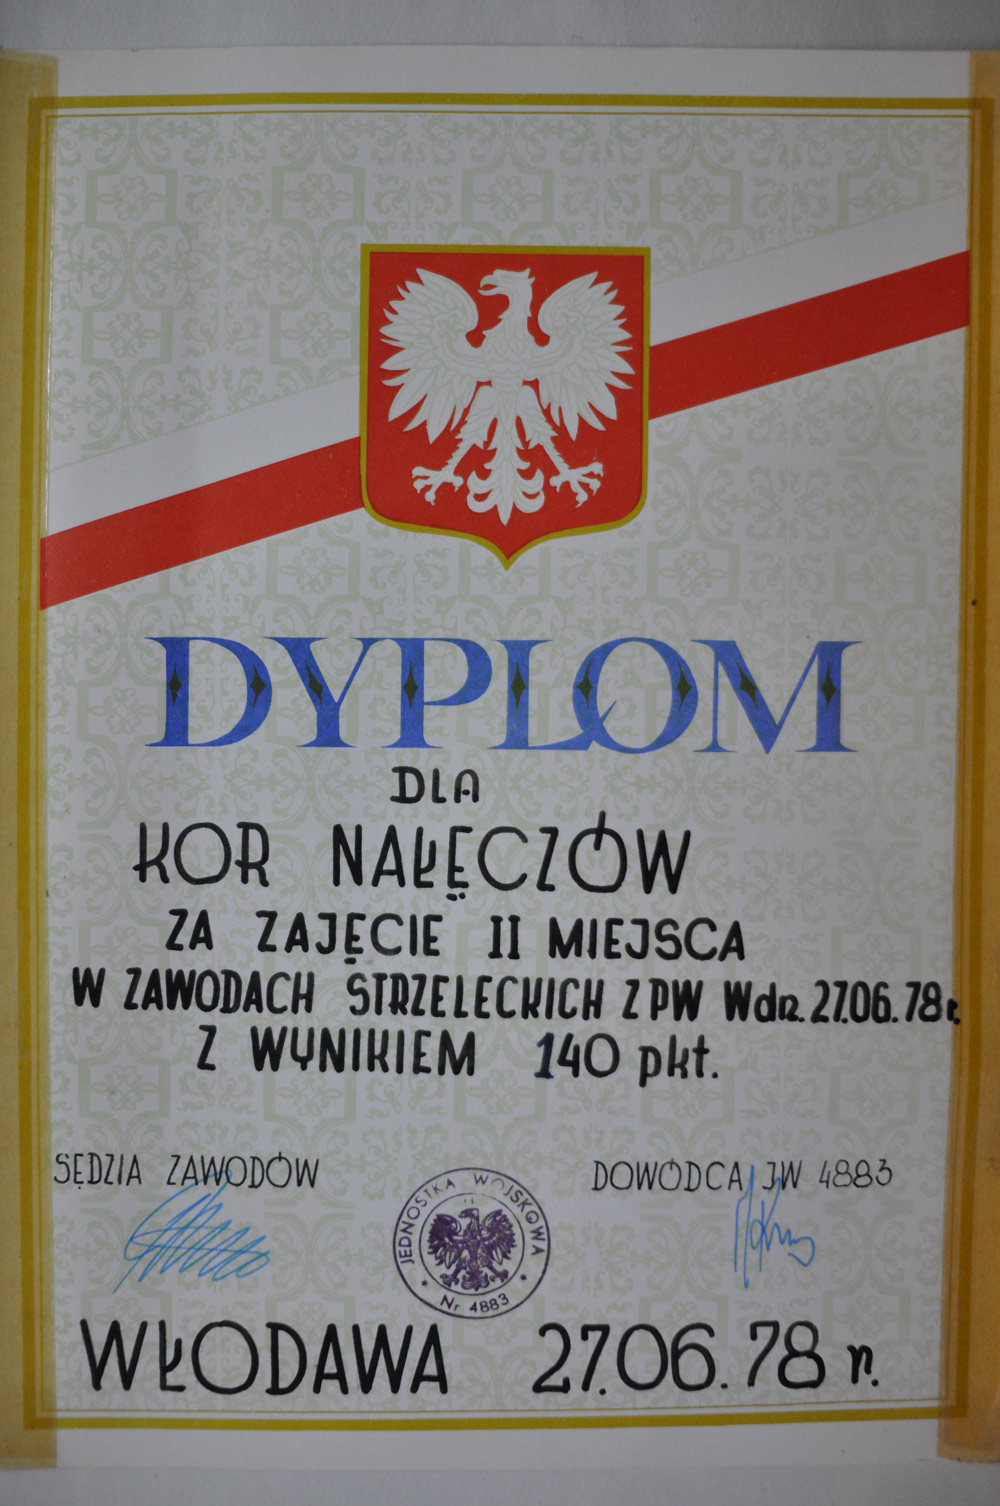 DYPLOM
DLA
KOR NAŁĘCZÓW
ZA ZAJĘCIE II MIEJSCA
W ZAWODACH STRZELECKICH Z PW W dn. 27.06.78 r.
Z WYNIKIEM 140 pkt.
SĘDZIA ZAWODÓW
DOWÓDCA JW 4883
JEDNOSTKA WOJSKOWA
Nr 4883
WŁODAWA 27.06.78 r.